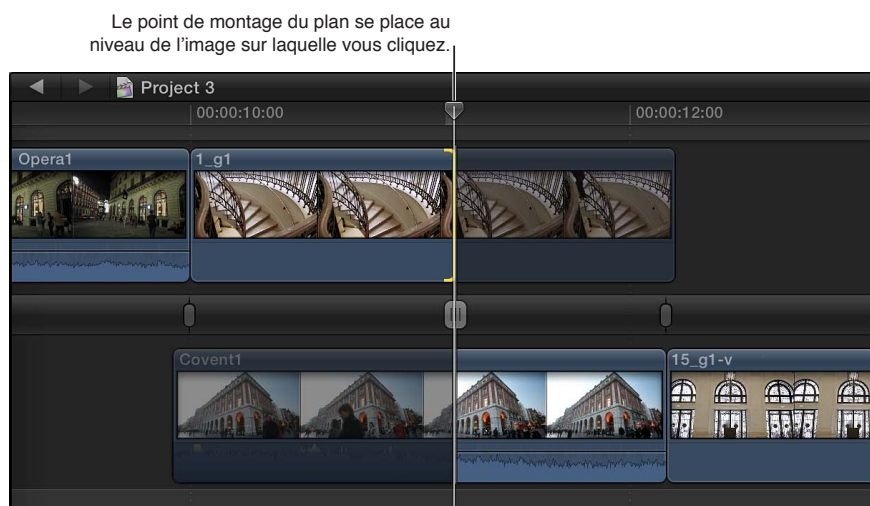 Le point de montage du plan se place au
niveau de l'image sur laquelle vous cliquez.
Project 3
00:00:10:00
00:00:12:00
Opera1
1_g1
Covent1
15_g1-v